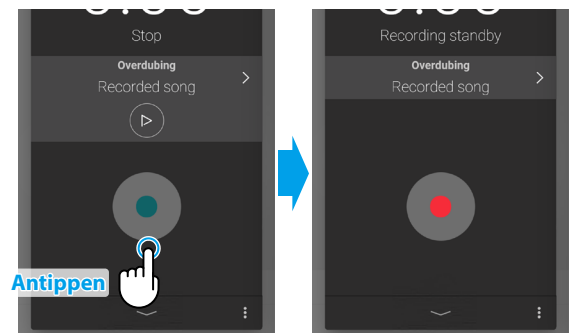 Stop
Overdubing
Recorded song
Antippen
Recording standby
Overdubing
Recorded song